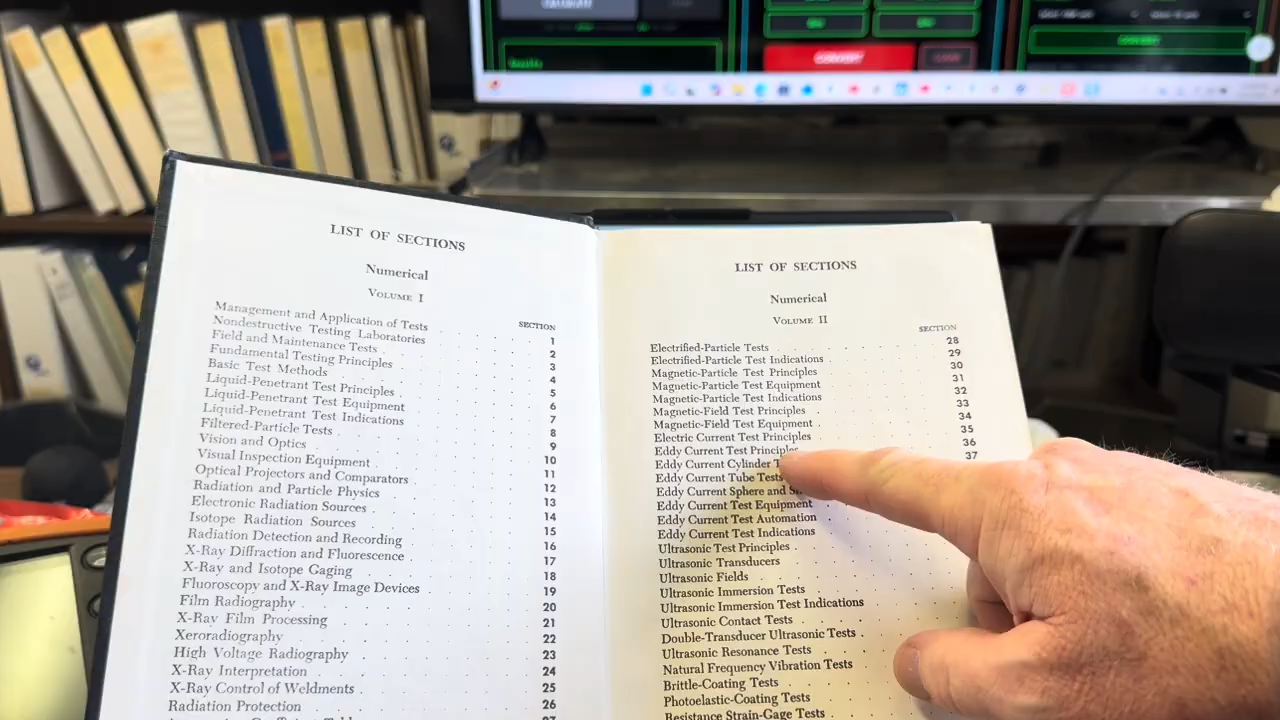 LIST OF SECTIONS
Numerical
VOLUME I
SECTION
Management and Application of Tests 1
Nondestructive Testing Laboratories 2
Field and Maintenance Tests 3
Fundamental Testing Principles 4
Basic Test Methods 5
Liquid-Penetrant Test Principles 6
Liquid-Penetrant Test Equipment 7
Liquid-Penetrant Test Indications 8
Filtered-Particle Tests 9
Vision and Optics 10
Visual Inspection Equipment 11
Optical Projectors and Comparators 12
Radiation and Particle Physics 13
Electronic Radiation Sources 14
Isotope Radiation Sources 15
Radiation Detection and Recording 16
X-Ray Diffraction and Fluorescence 17
X-Ray and Isotope Gaging 18
Fluoroscopy and X-Ray Image Devices 19
Film Radiography 20
X-Ray Film Processing 21
Xeroradiography 22
High Voltage Radiography 23
X-Ray Interpretation 24
X-Ray Control of Weldments 25
Radiation Protection 26
27
LIST OF SECTIONS
Numerical
VOLUME II
SECTION
Electrified-Particle Tests 28
Electrified-Particle Test Indications 29
Magnetic-Particle Test Principles 30
Magnetic-Particle Test Equipment 31
Magnetic-Particle Test Indications 32
Magnetic-Field Test Principles 33
Magnetic-Field Test Equipment 34
Electric Current Test Principles 35
Eddy Current Test Principles 36
Eddy Current Cylinder 37
Eddy Current Tube Tests
Eddy Current Sphere and
Eddy Current Test Equipment
Eddy Current Test Automation
Eddy Current Test Indications
Ultrasonic Test Principles
Ultrasonic Transducers
Ultrasonic Fields
Ultrasonic Immersion Tests
Ultrasonic Immersion Test Indications
Ultrasonic Contact Tests
Double-Transducer Ultrasonic Tests
Ultrasonic Resonance Tests
Natural Frequency Vibration Tests
Brittle-Coating Tests
Photoelastic-Coating Tests
Resistance Strain-Gage Tests